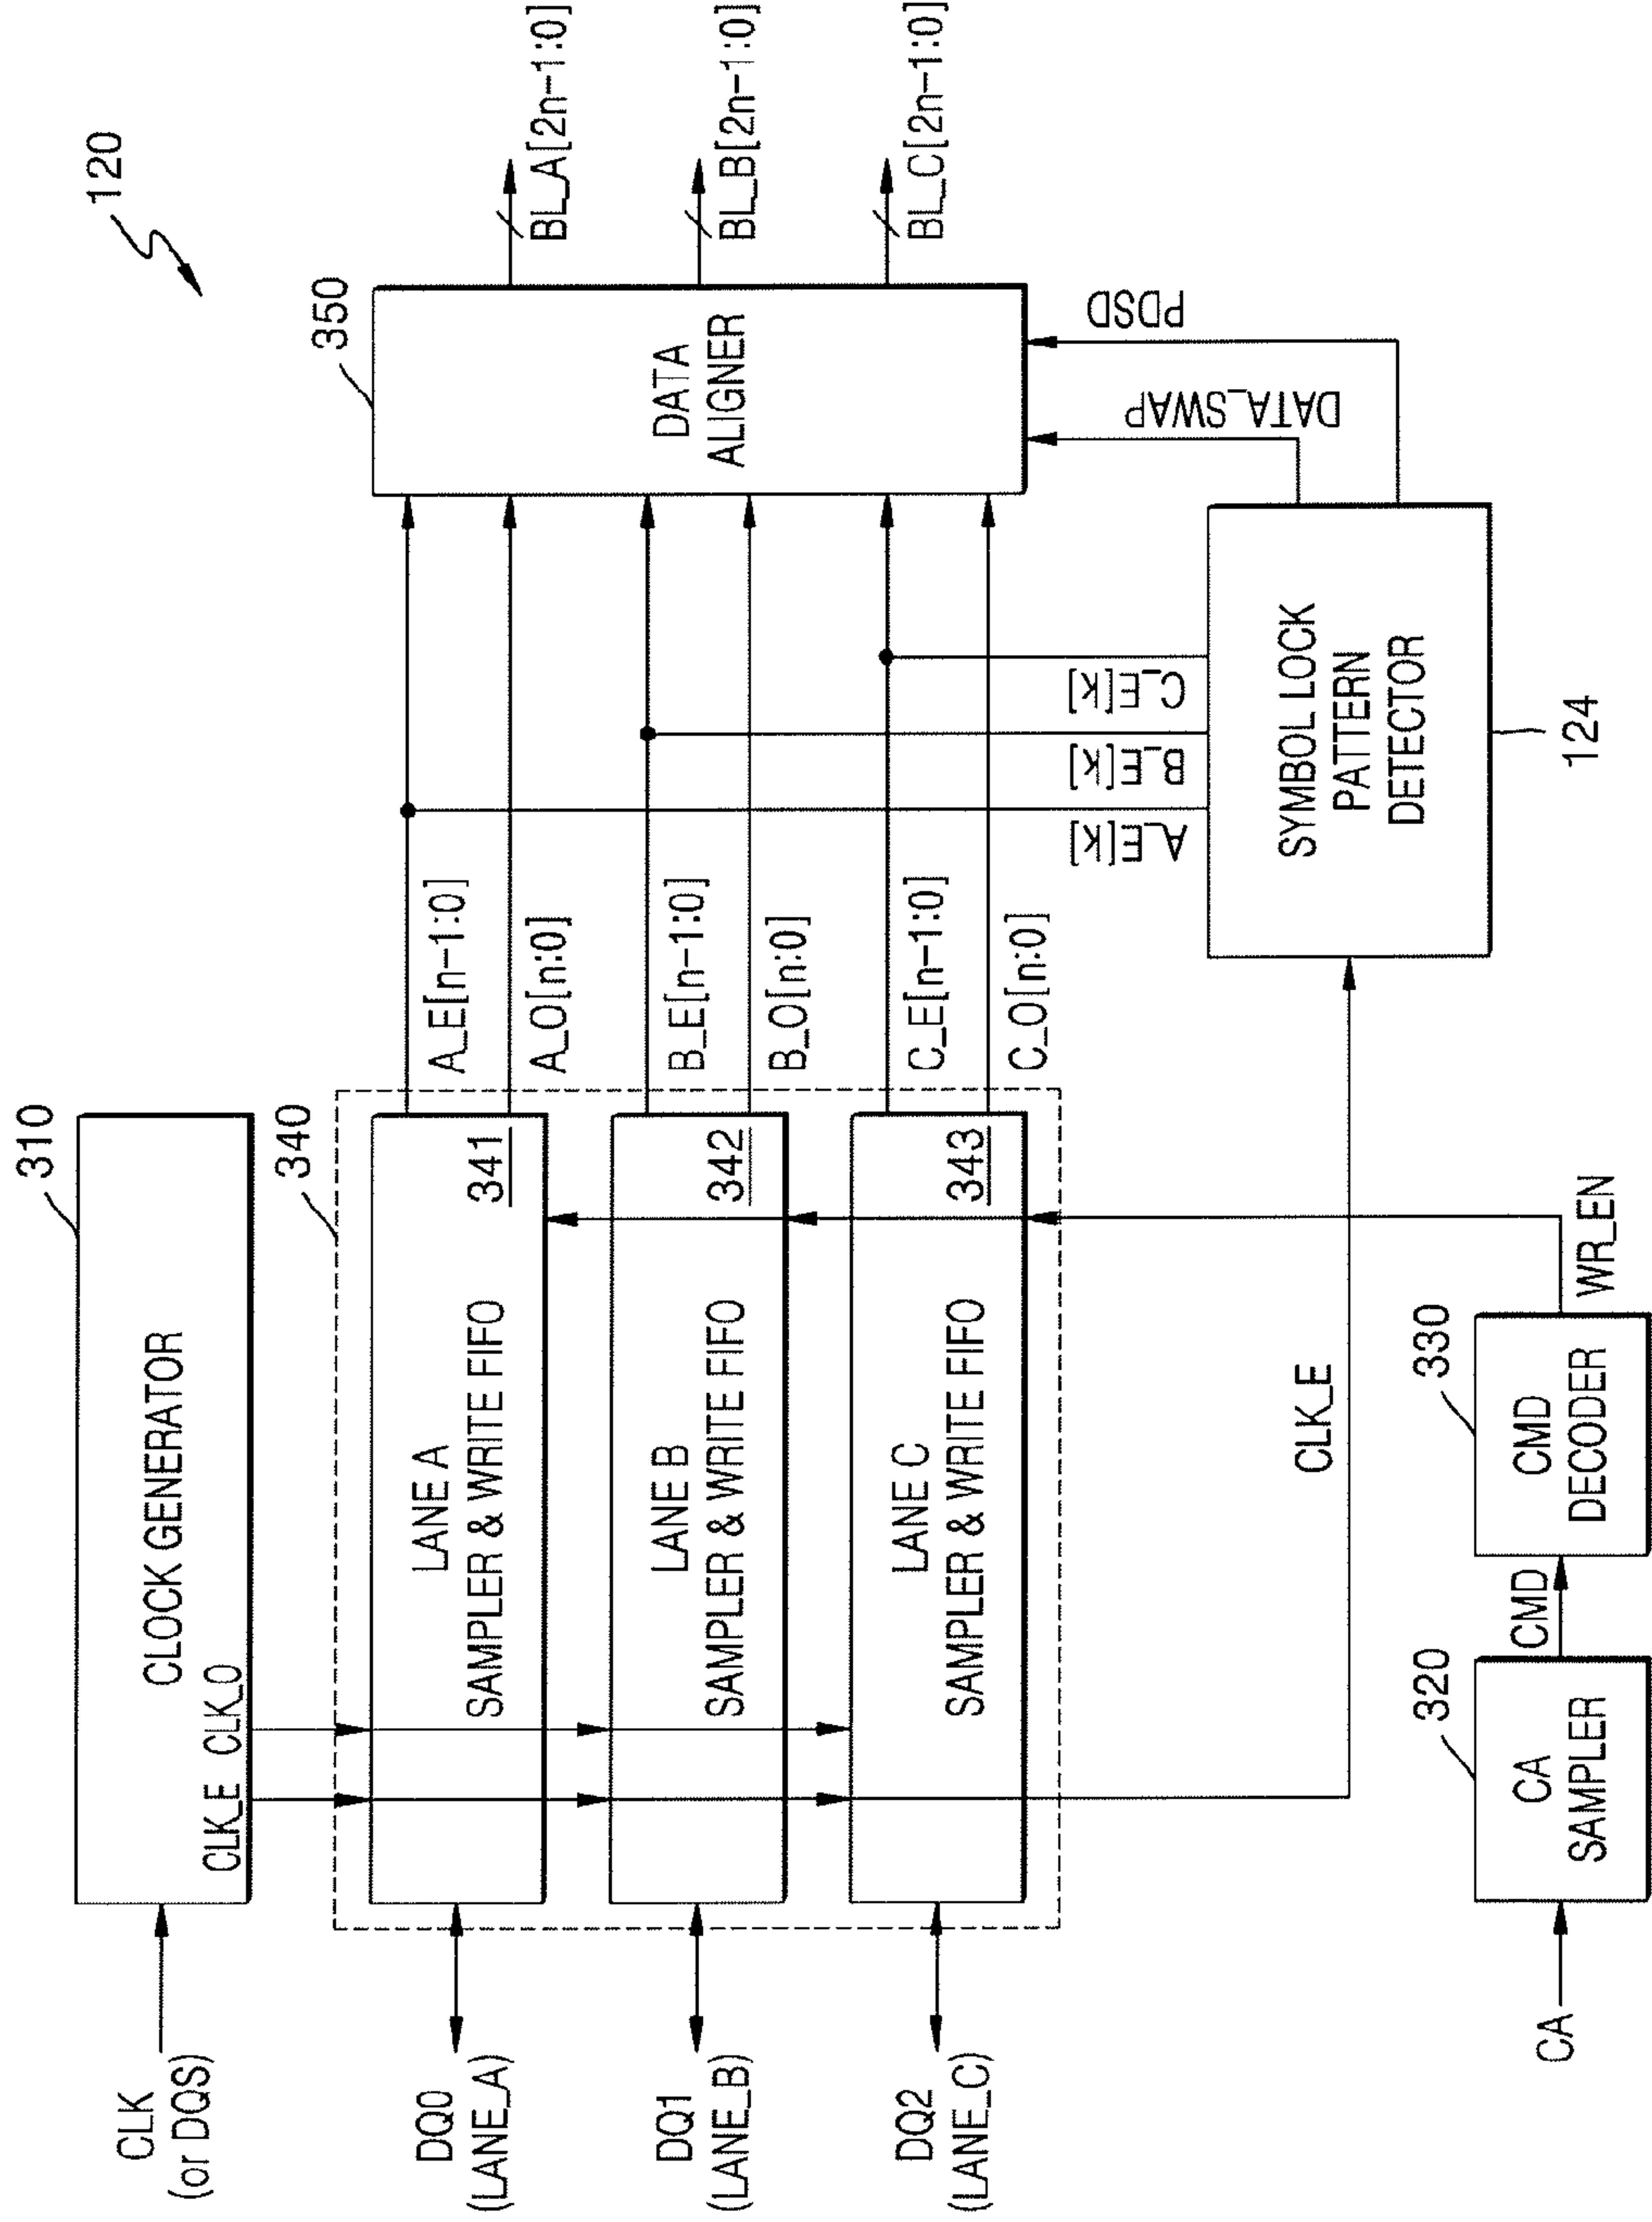 120
310
CLOCK GENERATOR
CLK_E CLK_O
CLK
(or DQS)
340
LANE A
SAMPLER & WRITE FIFO
341
DQ0
(LANE_A)
LANE B
SAMPLER & WRITE FIFO
342
DQ1
(LANE_B)
LANE C
SAMPLER & WRITE FIFO
343
DQ2
(LANE_C)
A_E[n-1:0]
A_O[n:0]
B_E[n-1:0]
B_O[n:0]
C_E[n-1:0]
C_O[n:0]
350
DATA
ALIGNER
BL_A[2n-1:0]
BL_B[2n-1:0]
BL_C[2n-1:0]
A_E[k]
B_E[k]
C_E[k]
DATA_SWAP
PDSD
SYMBOL LOCK
PATTERN
DETECTOR
124
CLK_E
CA
320
CA
SAMPLER
CMD
330
CMD
DECODER
WR_EN